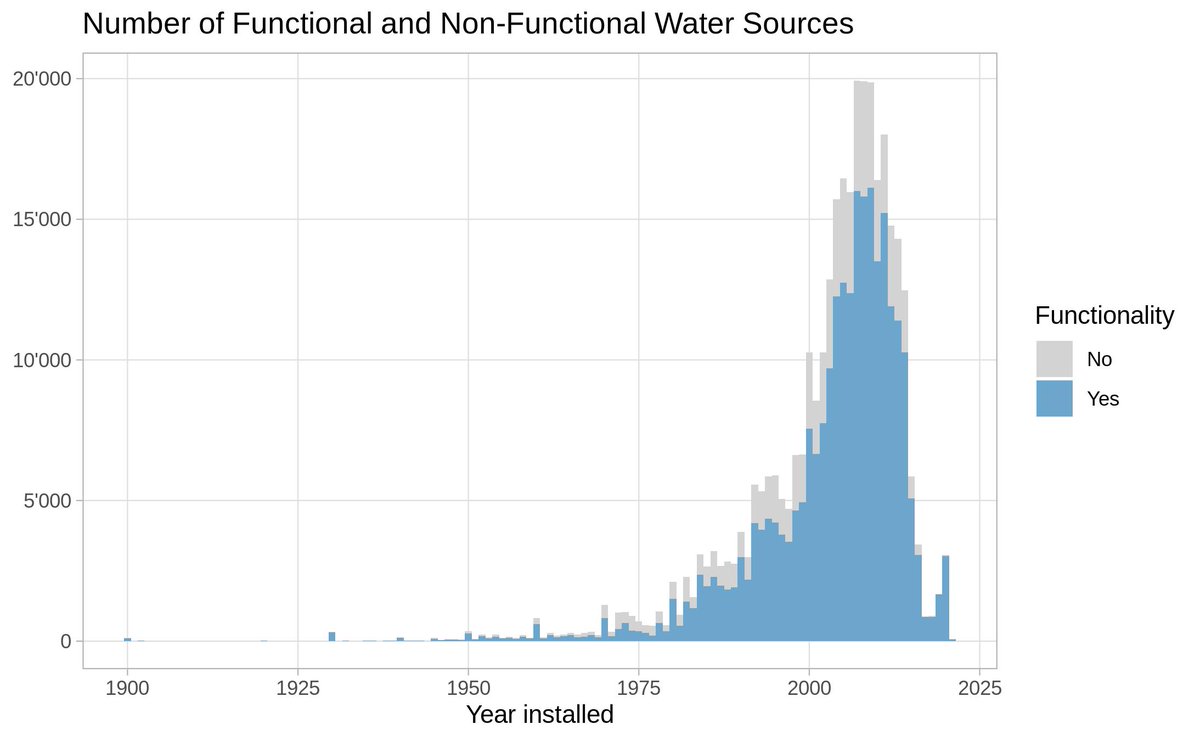 Number of Functional and Non-Functional Water Sources
20'000
15'000
10'000
5'000
0
1900 1925 1950 1975 2000 2025
Year installed
Functionality
No
Yes